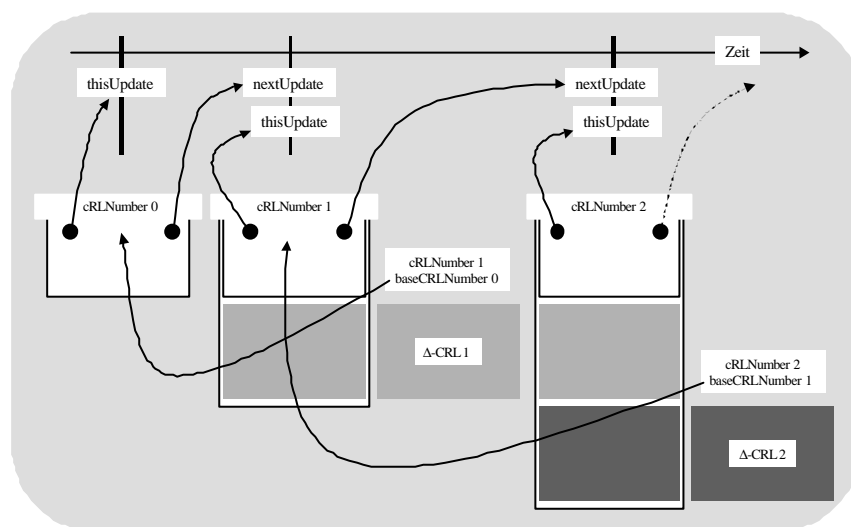 Zeit
thisUpdate
nextUpdate
nextUpdate
thisUpdate
thisUpdate
cRLNumber 0
cRLNumber 1
cRLNumber 2
cRLNumber 1
baseCRLNumber 0
Δ-CRL 1
cRLNumber 2
baseCRLNumber 1
Δ-CRL 2